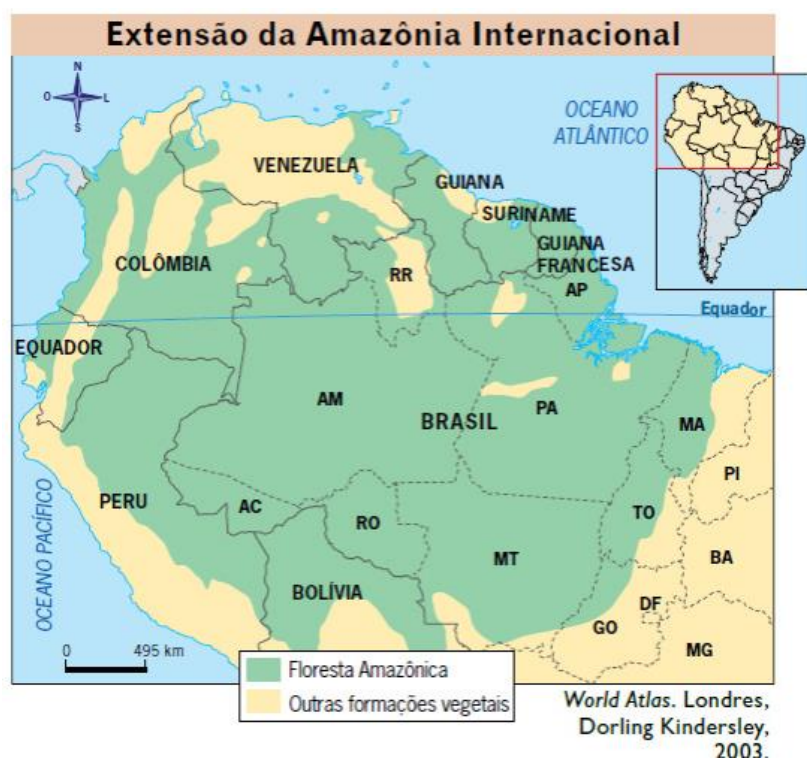 Extensão da Amazônia Internacional
N
O
L
S
OCEANO
ATLÂNTICO
VENEZUELA
GUIANA
SURINAME
GUIANA
FRANCESA
COLÔMBIA
RR
AP
Equador
EQUADOR
AM
BRASIL
PA
MA
PI
PERU
AC
RO
TO
MT
BA
OCEANO PACÍFICO
BOLÍVIA
DF
GO
MG
0 495 km
Floresta Amazônica
Outras formações vegetais
World Atlas. Londres,
Dorling Kindersley,
2003.